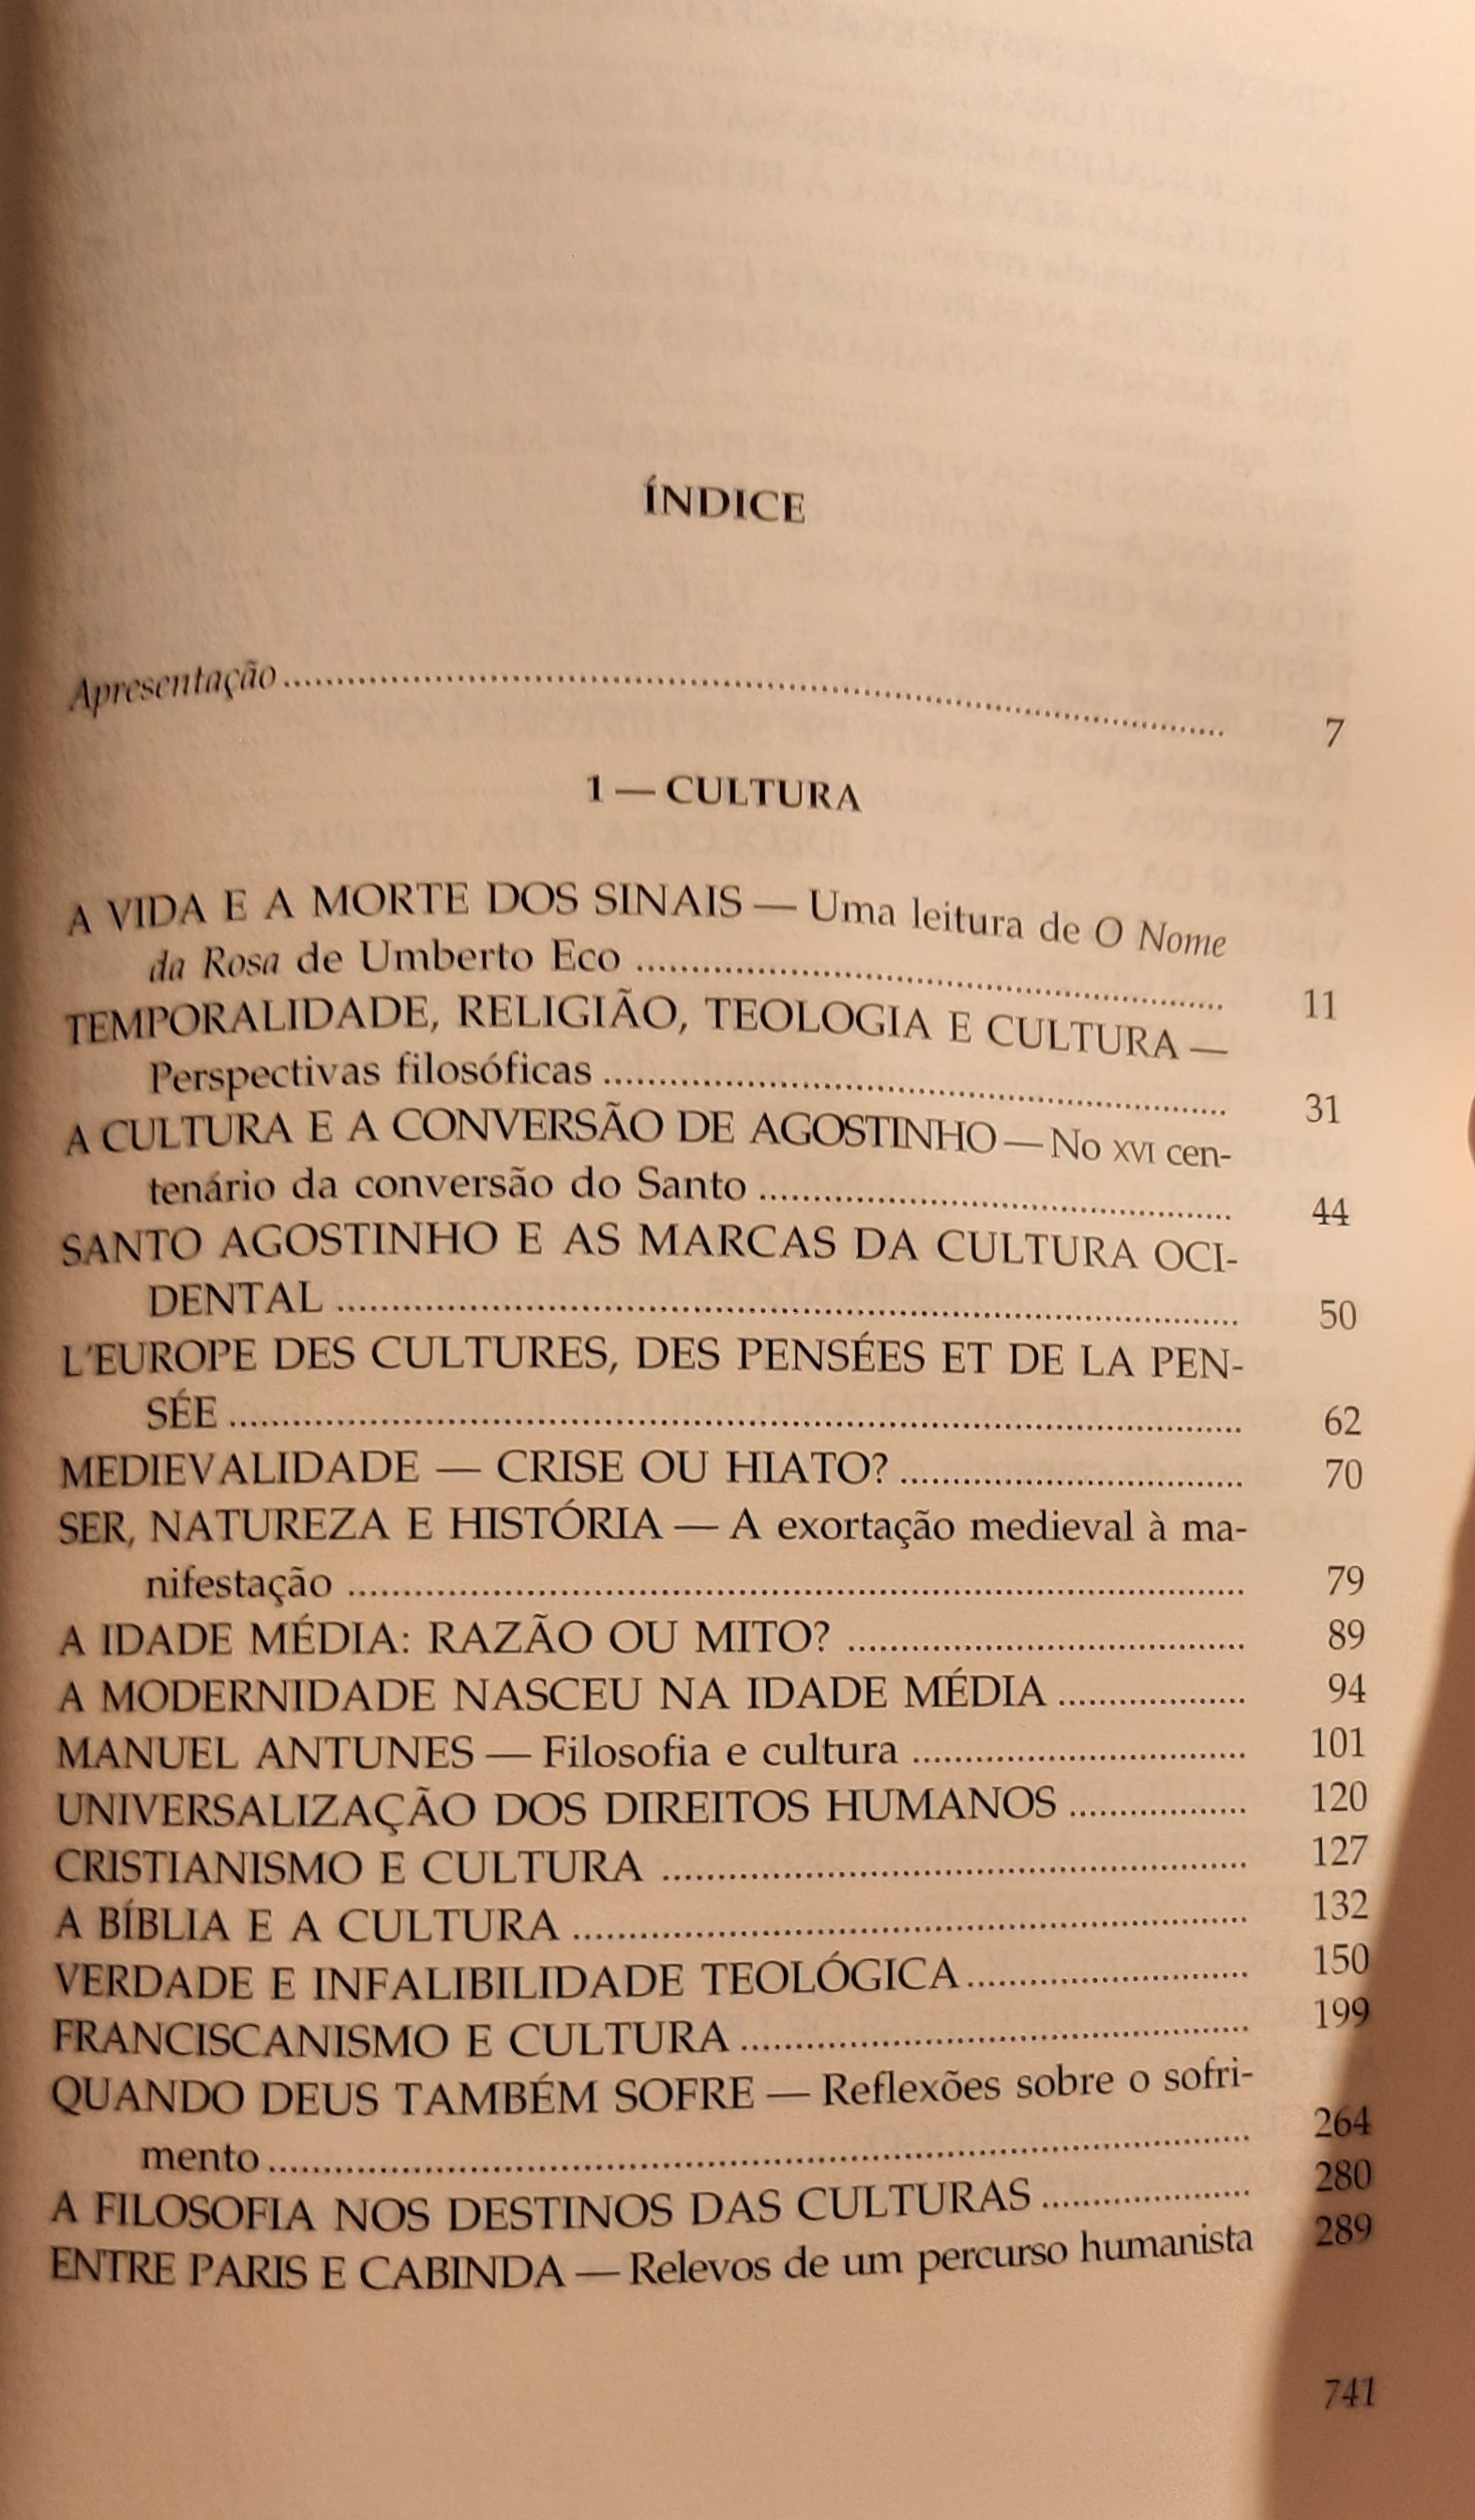 ÍNDICE
Apresentação ........ 7
1 — CULTURA
A VIDA E A MORTE DOS SINAIS — Uma leitura de O Nome
da Rosa de Umberto Eco ........ 11
TEMPORALIDADE, RELIGIÃO, TEOLOGIA E CULTURA —
Perspectivas filosóficas ........ 31
A CULTURA E A CONVERSÃO DE AGOSTINHO — No XVI cen-
tenário da conversão do Santo ........ 44
SANTO AGOSTINHO E AS MARCAS DA CULTURA OCI-
DENTAL ........ 50
L'EUROPE DES CULTURES, DES PENSÉES ET DE LA PEN-
SÉE ........ 62
MEDIEVALIDADE — CRISE OU HIATO? ........ 70
SER, NATUREZA E HISTÓRIA — A exortação medieval à ma-
nifestação ........ 79
A IDADE MÉDIA: RAZÃO OU MITO? ........ 89
A MODERNIDADE NASCEU NA IDADE MÉDIA ........ 94
MANUEL ANTUNES — Filosofia e cultura ........ 101
UNIVERSALIZAÇÃO DOS DIREITOS HUMANOS ........ 120
CRISTIANISMO E CULTURA ........ 127
A BÍBLIA E A CULTURA ........ 132
VERDADE E INFALIBILIDADE TEOLÓGICA ........ 150
FRANCISCANISMO E CULTURA ........ 199
QUANDO DEUS TAMBÉM SOFRE — Reflexões sobre o sofri-
mento ........ 264
A FILOSOFIA NOS DESTINOS DAS CULTURAS ........ 280
ENTRE PARIS E CABINDA — Relevos de um percurso humanista 289
741